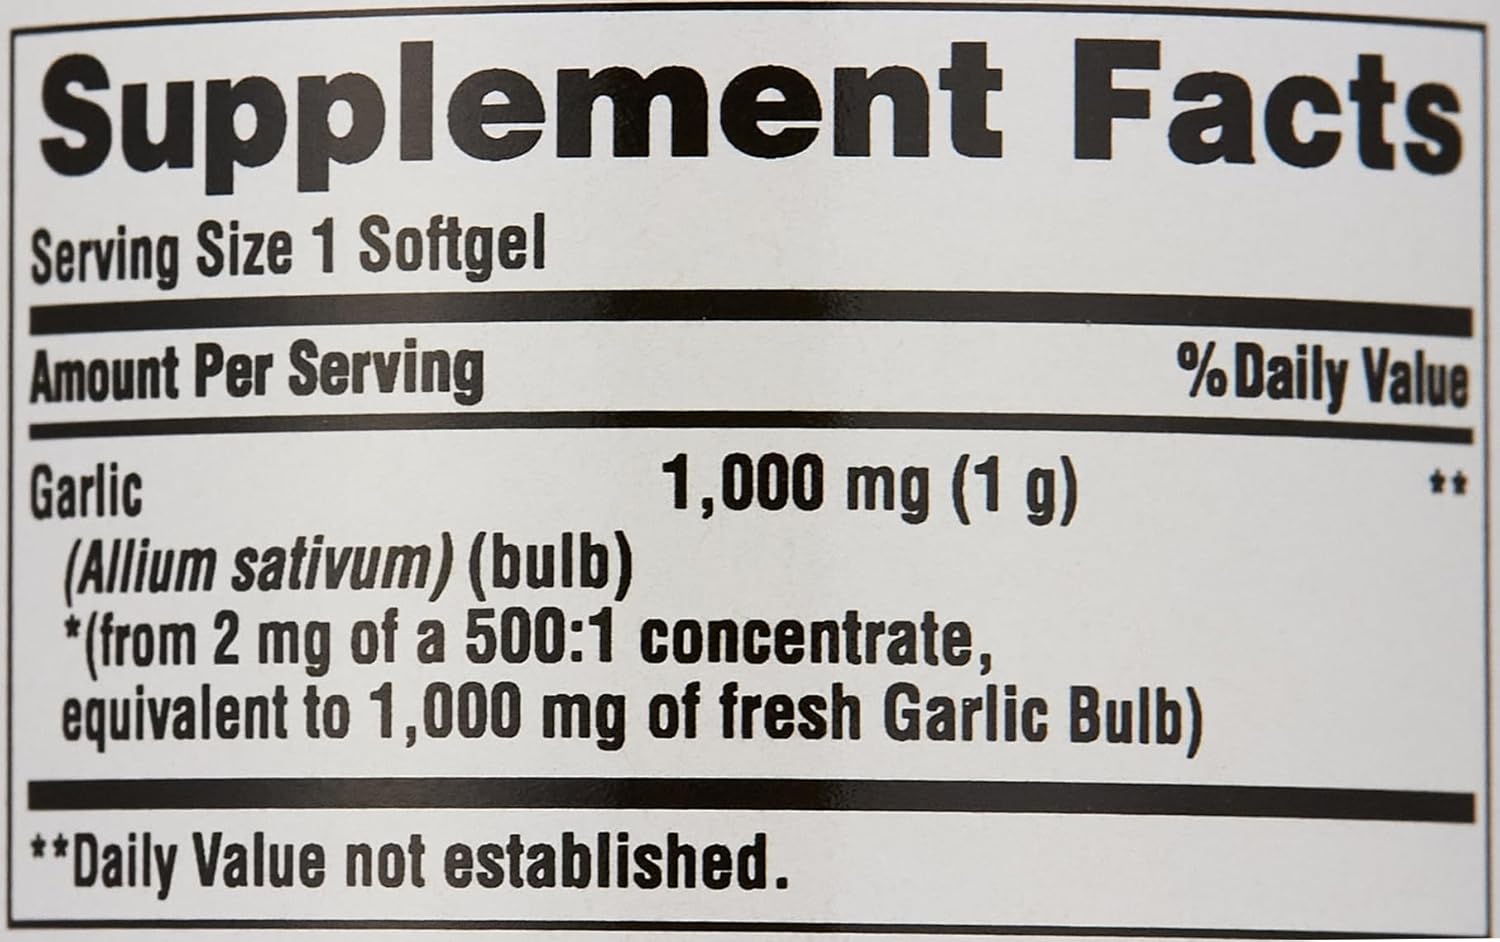 Supplement Facts
Serving Size 1 Softgel
Amount Per Serving % Daily Value
Garlic 1,000 mg (1 g) **
(Allium sativum) (bulb)
*(from 2 mg of a 500:1 concentrate,
equivalent to 1,000 mg of fresh Garlic Bulb)
**Daily Value not established.